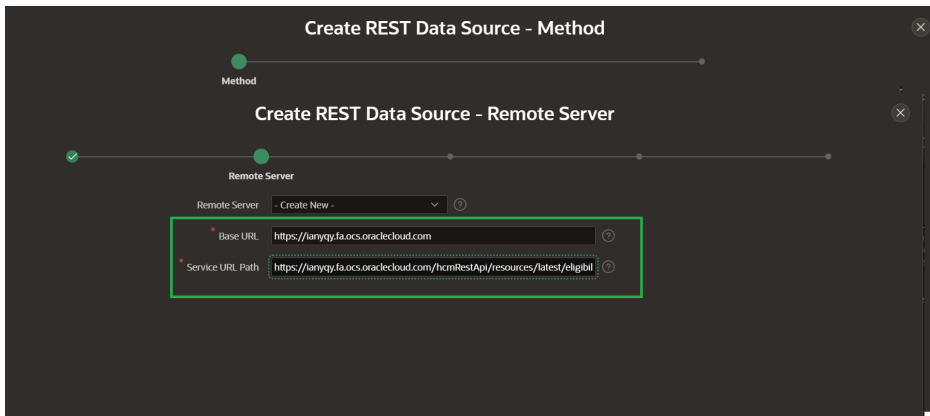 Create REST Data Source - Method
Method
Create REST Data Source - Remote Server
Remote Server
Remote Server - Create New -
* Base URL https://ianyqy.fa.ocs.oraclecloud.com
* Service URL Path https://ianyqy.fa.ocs.oraclecloud.com/hcmRestApi/resources/latest/eligibil